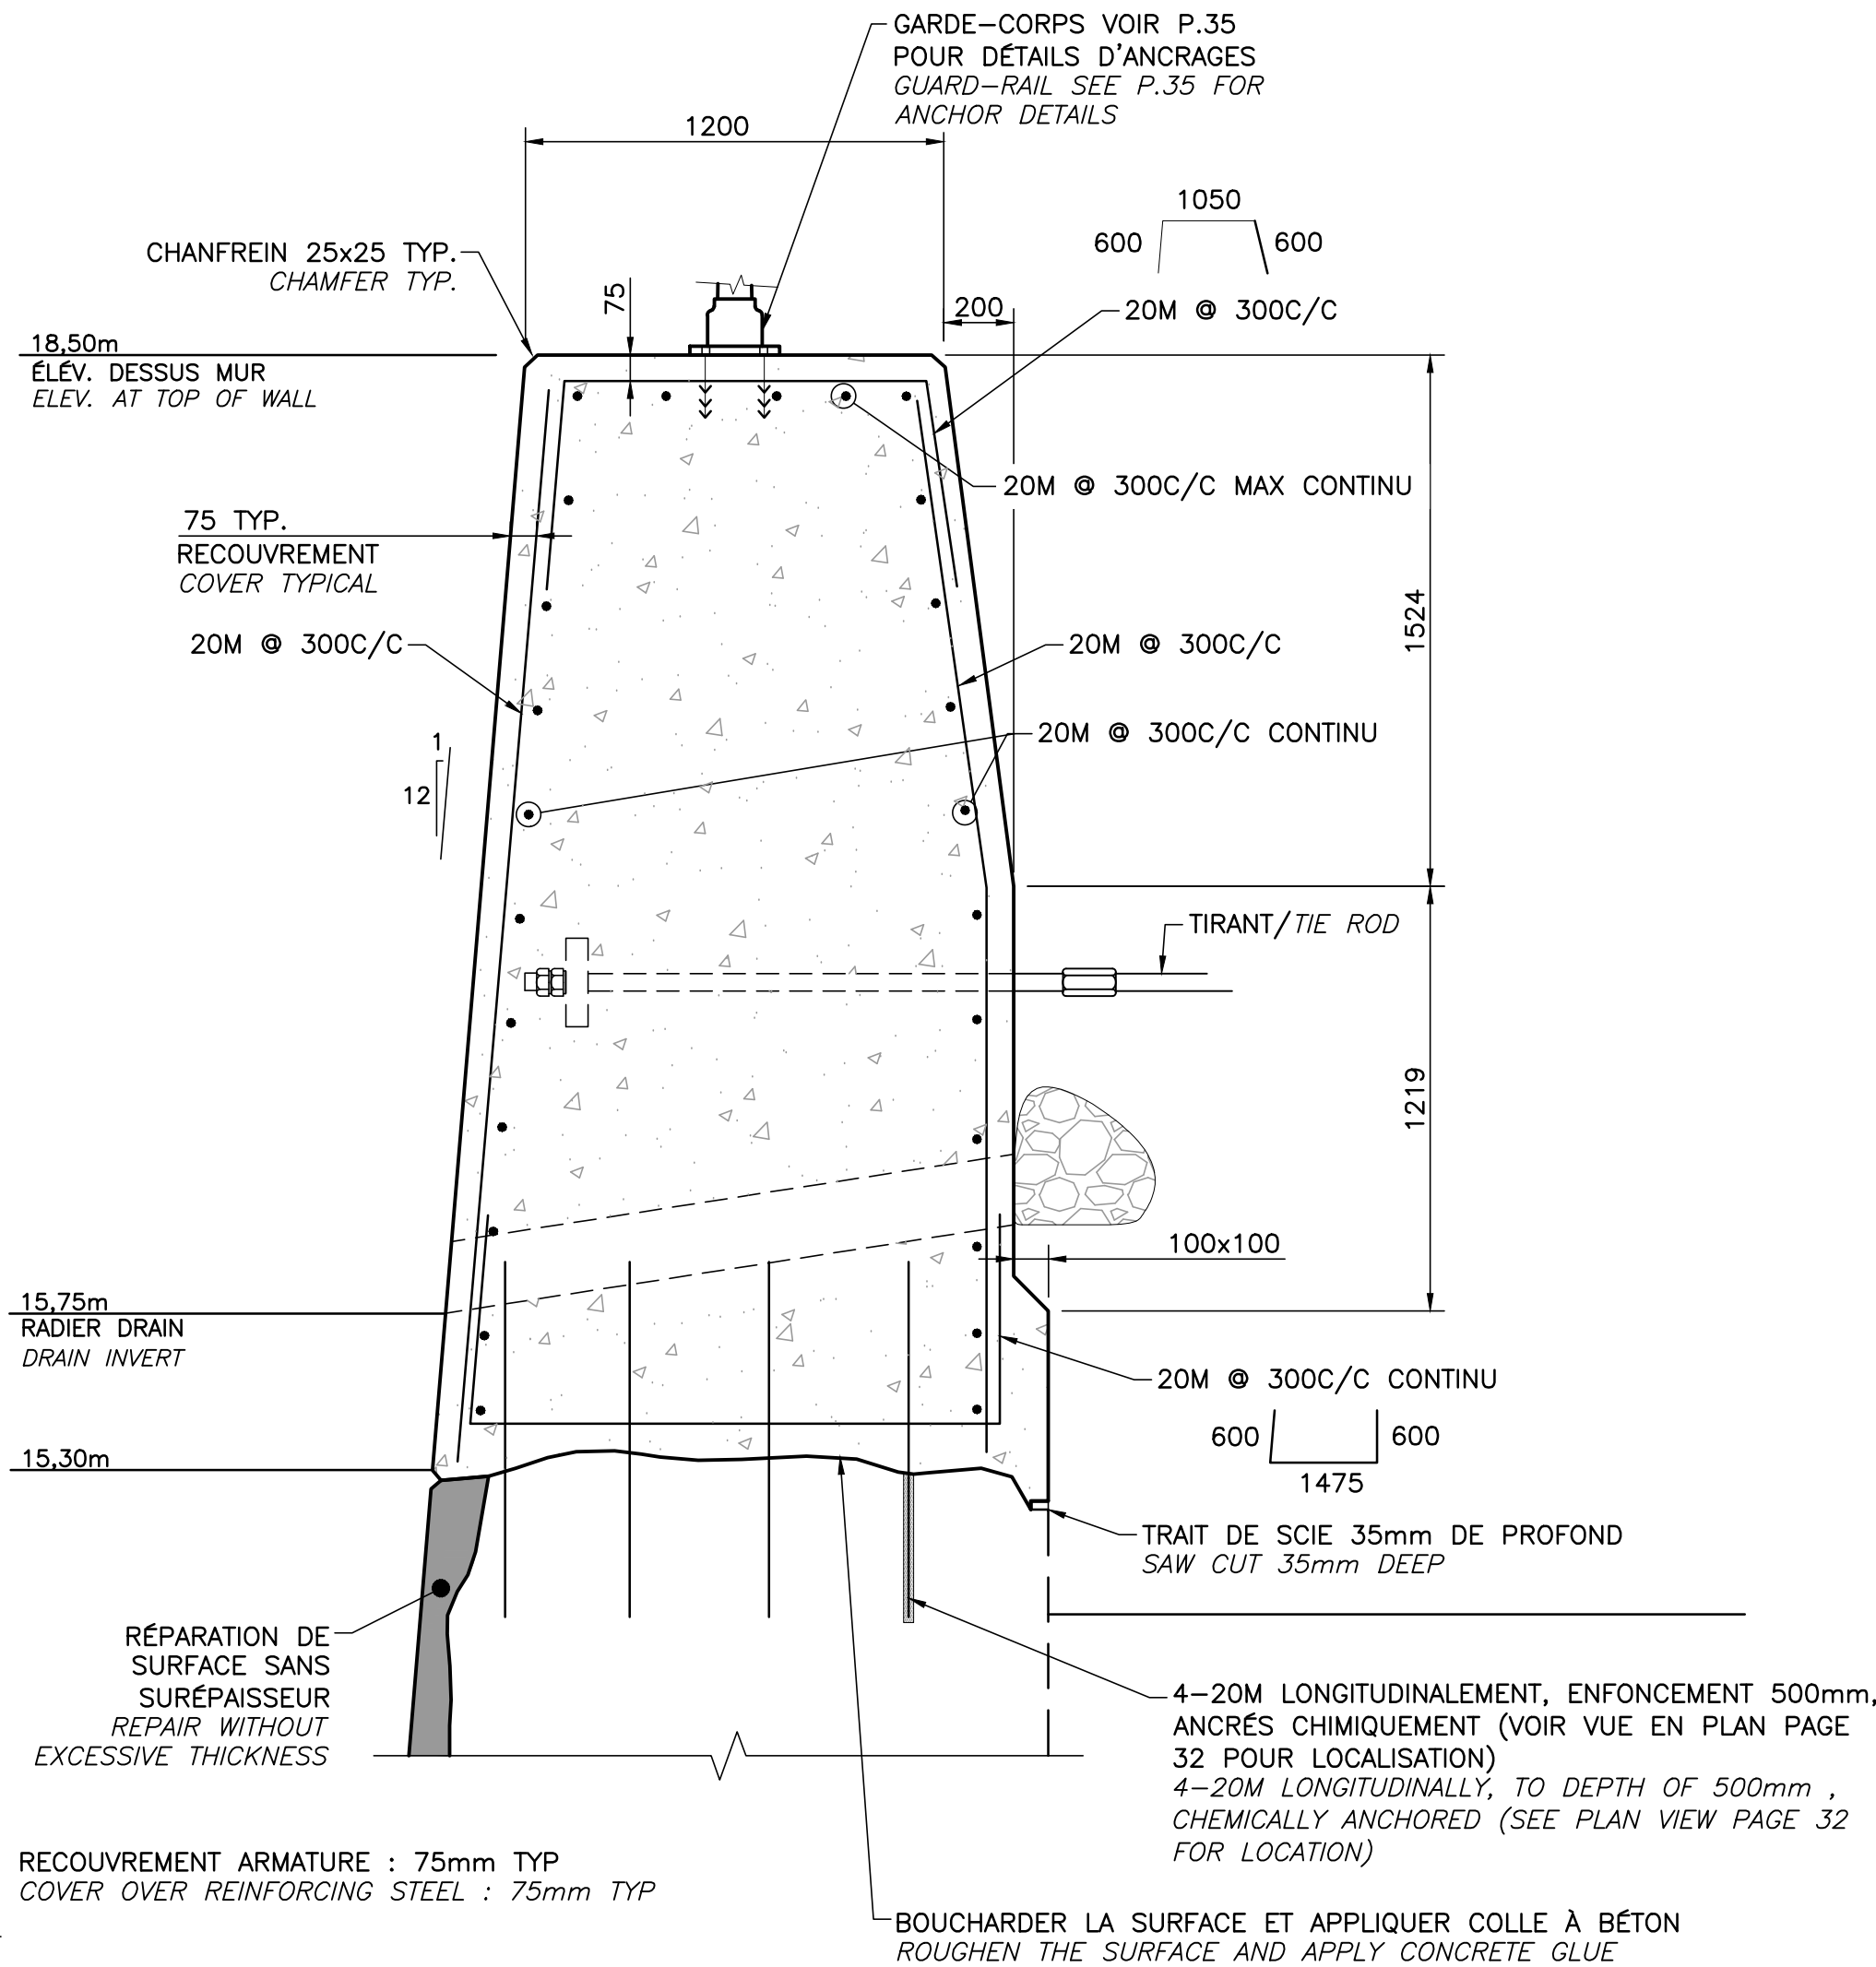 GARDE-CORPS VOIR P.35
POUR DÉTAILS D'ANCRAGES
GUARD-RAIL SEE P.35 FOR
ANCHOR DETAILS
1200
1050
600
600
CHANFREIN 25x25 TYP.
CHAMFER TYP.
75
200
20M @ 300C/C
18,50m
ÉLÉV. DESSUS MUR
ELEV. AT TOP OF WALL
20M @ 300C/C MAX CONTINU
75 TYP.
RECOUVREMENT
COVER TYPICAL
1524
20M @ 300C/C
20M @ 300C/C
20M @ 300C/C CONTINU
1
12
TIRANT/TIE ROD
1219
100x100
15,75m
RADIER DRAIN
DRAIN INVERT
20M @ 300C/C CONTINU
600
600
1475
15,30m
TRAIT DE SCIE 35mm DE PROFOND
SAW CUT 35mm DEEP
RÉPARATION DE
SURFACE SANS
SURÉPAISSEUR
REPAIR WITHOUT
EXCESSIVE THICKNESS
4-20M LONGITUDINALEMENT, ENFONCEMENT 500mm,
ANCRÉS CHIMIQUEMENT (VOIR VUE EN PLAN PAGE
32 POUR LOCALISATION)
4-20M LONGITUDINALLY, TO DEPTH OF 500mm ,
CHEMICALLY ANCHORED (SEE PLAN VIEW PAGE 32
FOR LOCATION)
RECOUVREMENT ARMATURE : 75mm TYP
COVER OVER REINFORCING STEEL : 75mm TYP
BOUCHARDER LA SURFACE ET APPLIQUER COLLE À BÉTON
ROUGHEN THE SURFACE AND APPLY CONCRETE GLUE